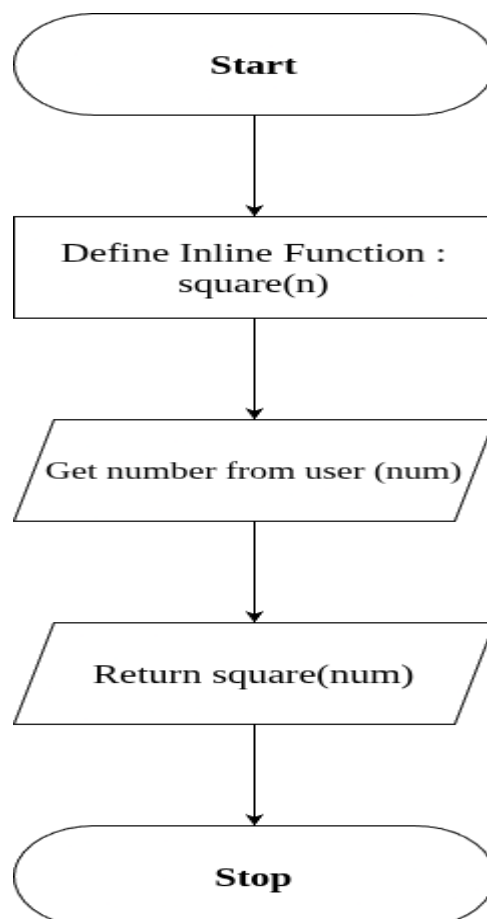 Start
Define Inline Function :
square(n)
Get number from user (num)
Return square(num)
Stop